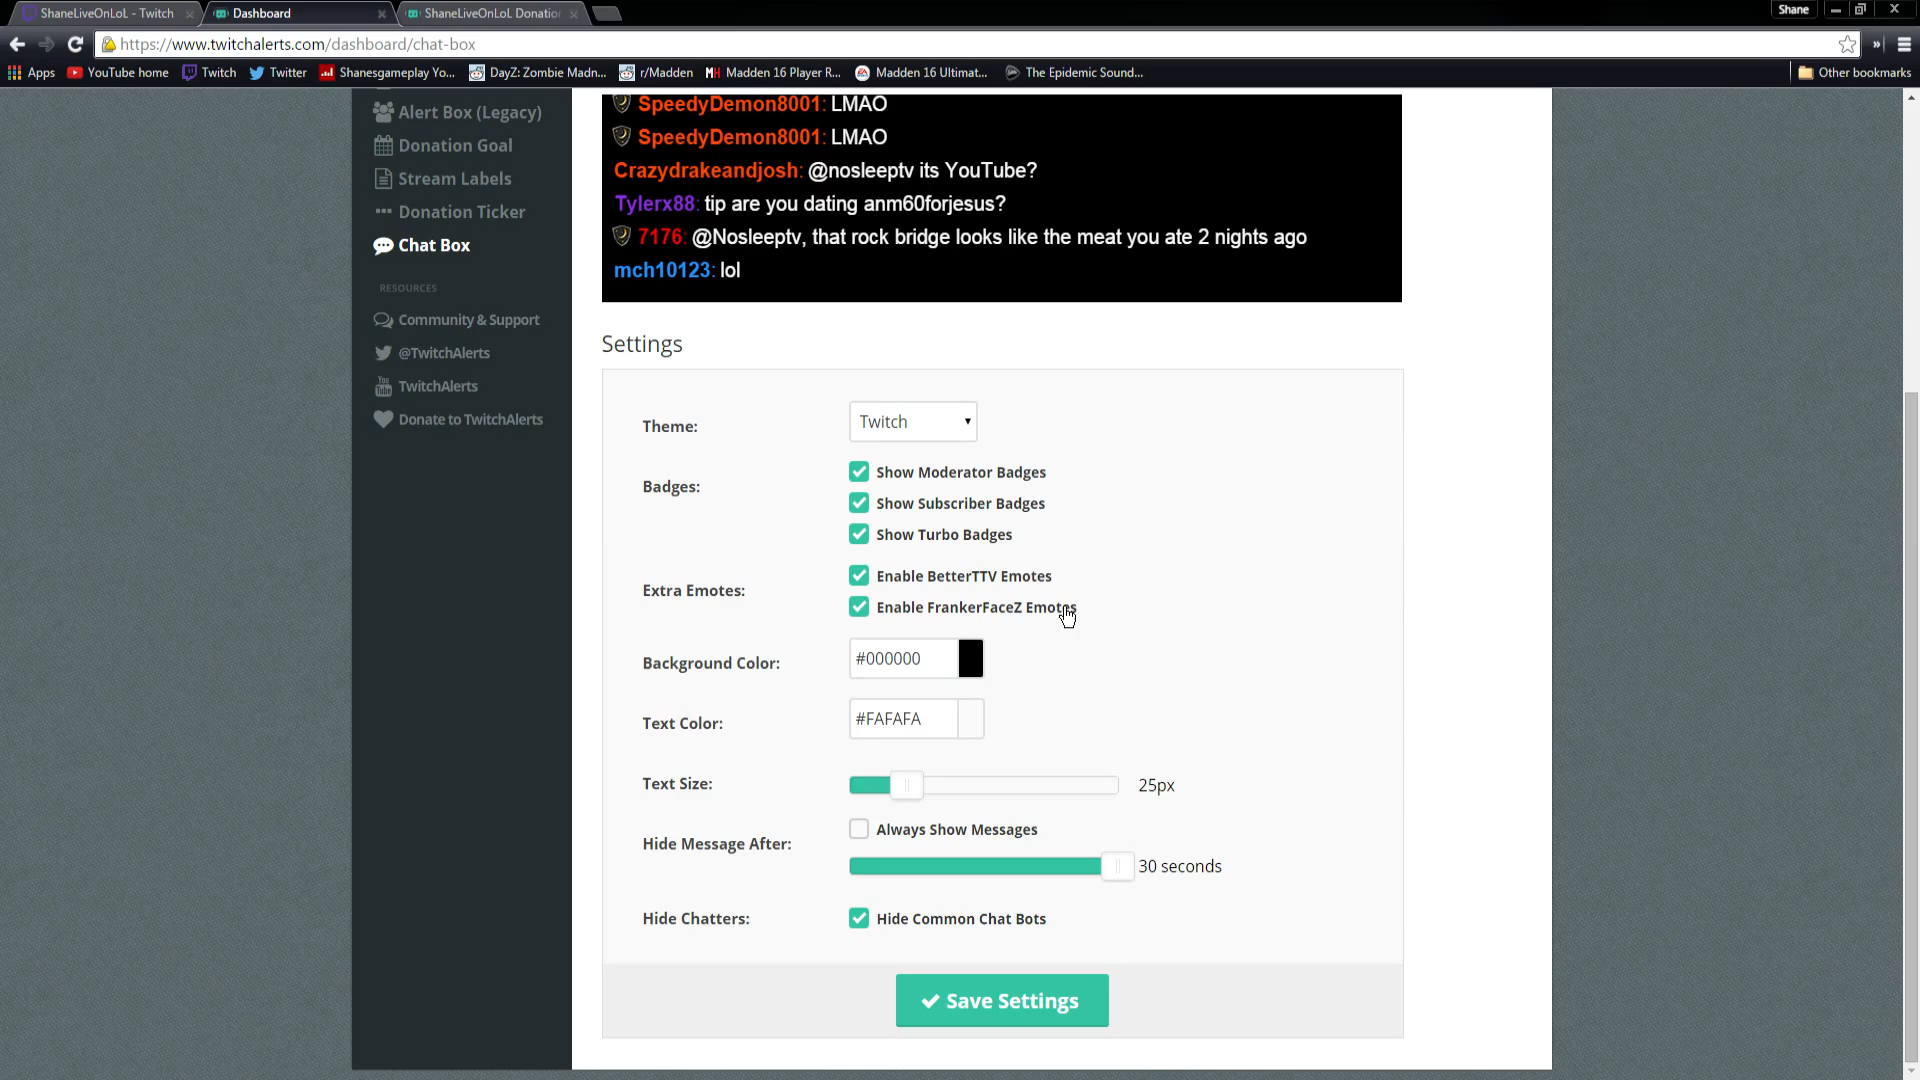 ShaneLiveOnLoL - Twitch
Dashboard
ShaneLiveOnLoL Donation
Shane
https://www.twitchalerts.com/dashboard/chat-box
Apps
YouTube home
Twitch
Twitter
Shanesgameplay Yo...
DayZ: Zombie Madn...
r/Madden
Madden 16 Player R...
Madden 16 Ultimat...
The Epidemic Sound...
Other bookmarks
Alert Box (Legacy)
Donation Goal
Stream Labels
Donation Ticker
Chat Box
RESOURCES
Community & Support
@TwitchAlerts
TwitchAlerts
Donate to TwitchAlerts
SpeedyDemon8001: LMAO
SpeedyDemon8001: LMAO
Crazydrakeandjosh: @nosleeptv its YouTube?
Tylerx88: tip are you dating anm60forjesus?
7176: @Nosleeptv, that rock bridge looks like the meat you ate 2 nights ago
mch10123: lol
Settings
Theme:
Twitch
Badges:
Show Moderator Badges
Show Subscriber Badges
Show Turbo Badges
Extra Emotes:
Enable BetterTTV Emotes
Enable FrankerFaceZ Emotes
Background Color:
#000000
Text Color:
#FAFAFA
Text Size:
25px
Hide Message After:
Always Show Messages
30 seconds
Hide Chatters:
Hide Common Chat Bots
Save Settings